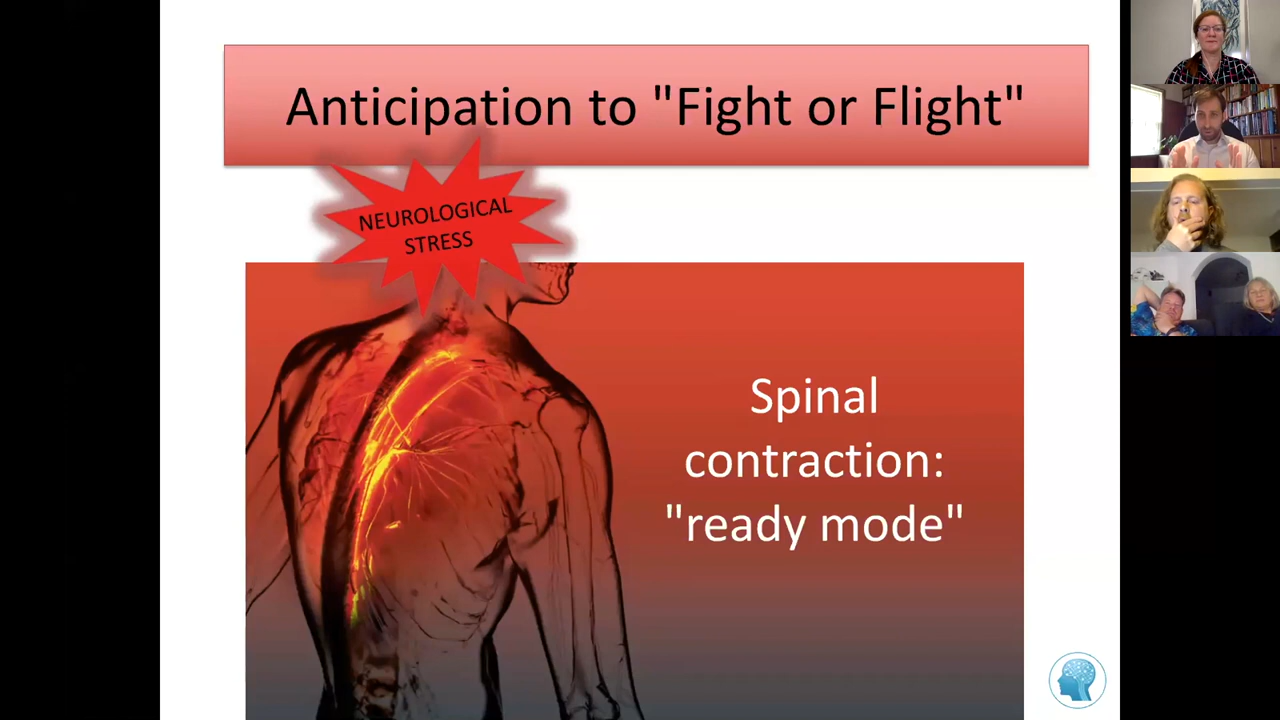 Anticipation to "Fight or Flight"
NEUROLOGICAL
STRESS
Spinal
contraction:
"ready mode"